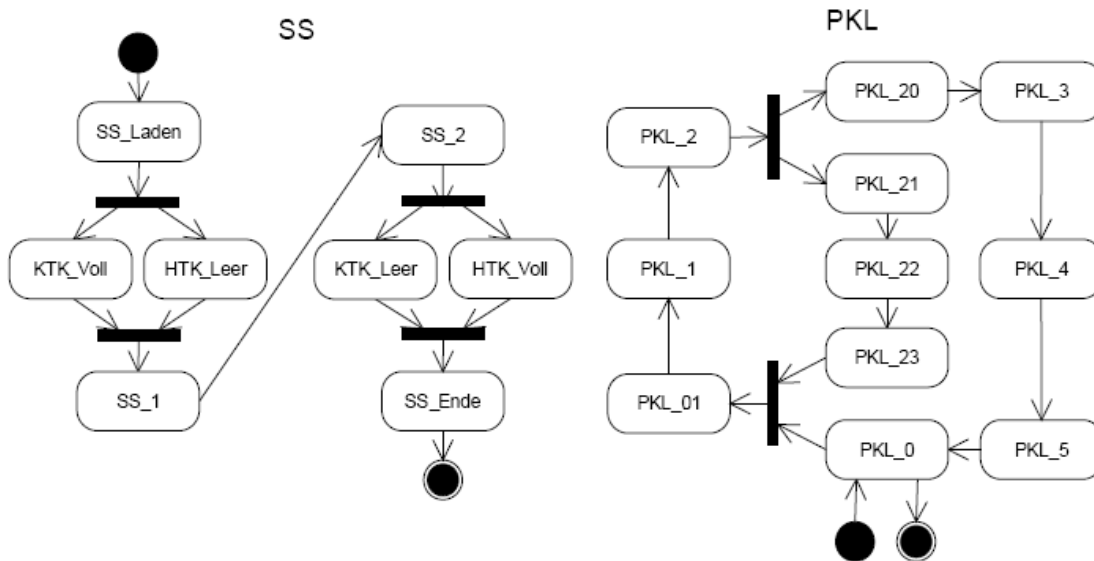 SS
SS_Laden
KTK_Voll
HTK_Leer
SS_1
SS_2
KTK_Leer
HTK_Voll
SS_Ende
PKL
PKL_20
PKL_3
PKL_2
PKL_21
PKL_1
PKL_22
PKL_4
PKL_23
PKL_01
PKL_0
PKL_5